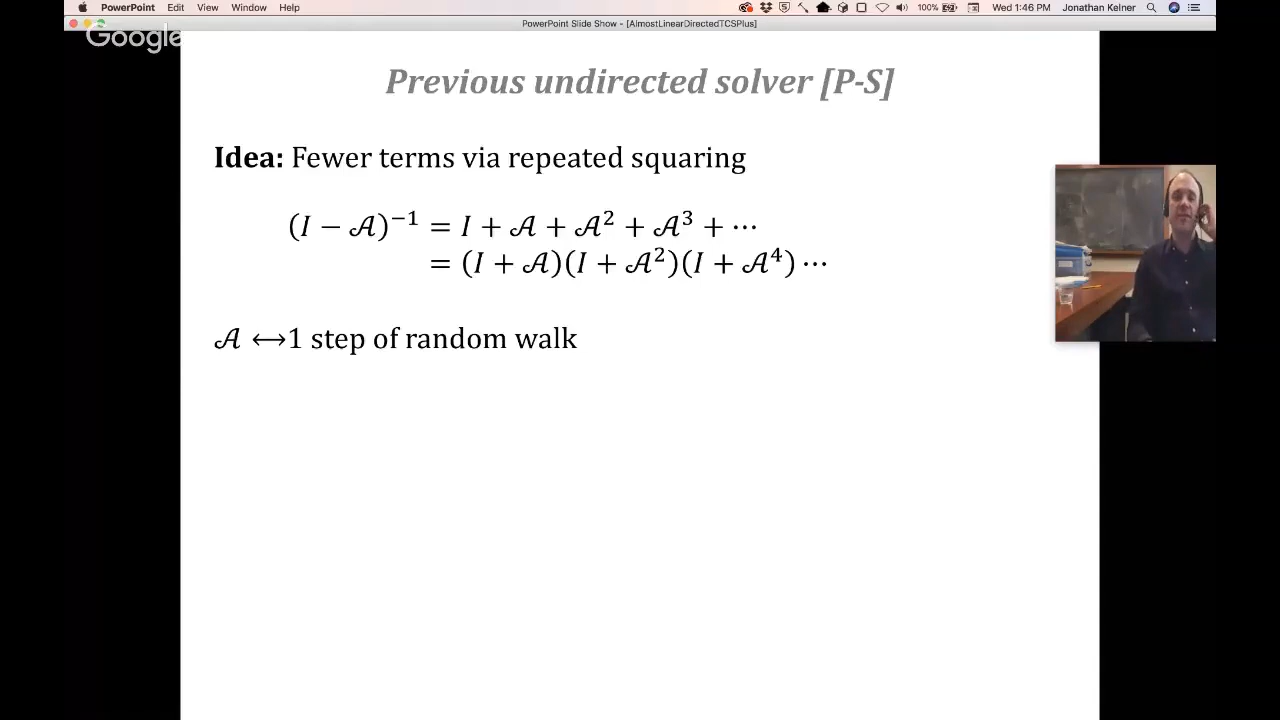 PowerPoint Edit View Window Help 100% Wed 1:46 PM Jonathan Kelner
PowerPoint Slide Show - [AlmostLinearDirectedTCSPlus]
Google
Previous undirected solver [P-S]
Idea: Fewer terms via repeated squaring
(I − 𝒜)⁻¹ = I + 𝒜 + 𝒜² + 𝒜³ + ⋯
= (I + 𝒜)(I + 𝒜²)(I + 𝒜⁴) ⋯
𝒜 ↔1 step of random walk